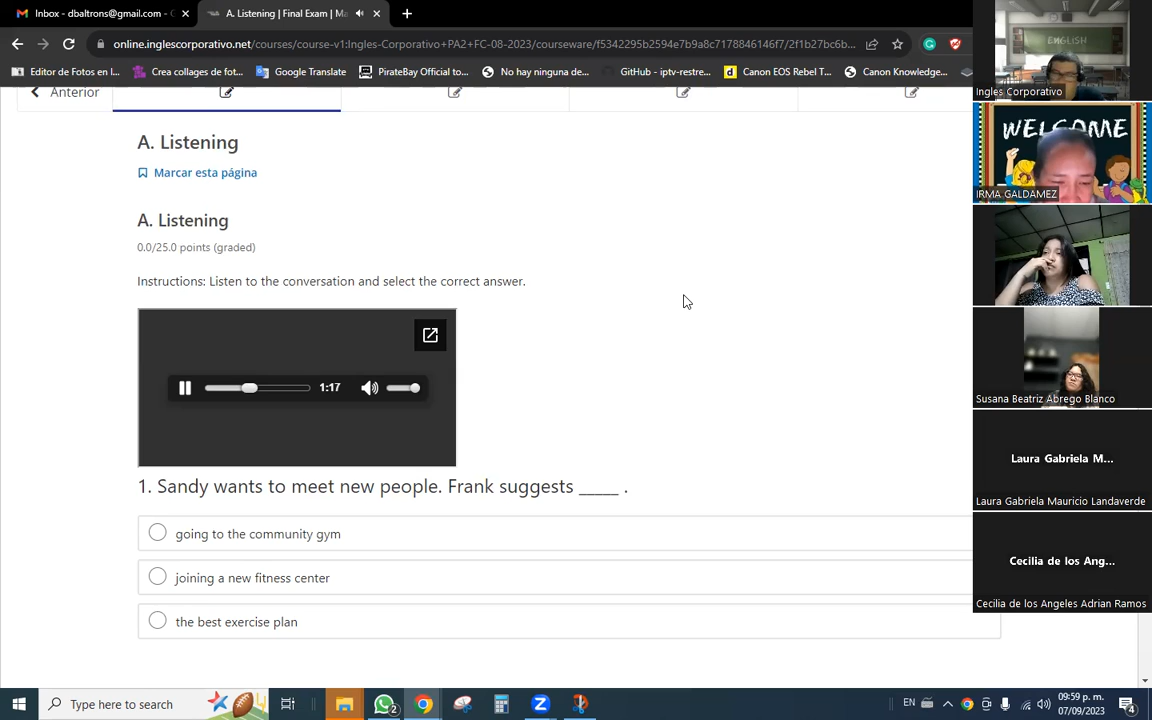 Inbox - dbaltrons@gmail.com -
A. Listening | Final Exam | Ma
online.inglescorporativo.net/courses/course-v1:Ingles-Corporativo+PA2+FC-08-2023/courseware/f5342295b2594e7b9a8c7178846146f7/2f1b27bc6b...
Editor de Fotos en l...
Crea collages de fot...
Google Translate
PirateBay Official to...
No hay ninguna de...
GitHub - iptv-restre...
Canon EOS Rebel T...
Canon Knowledge...
Anterior
A. Listening
Marcar esta página
A. Listening
0.0/25.0 points (graded)
Instructions: Listen to the conversation and select the correct answer.
1:17
1. Sandy wants to meet new people. Frank suggests _____ .
going to the community gym
joining a new fitness center
the best exercise plan
ENGLISH
Ingles Corporativo
WELCOME
IRMA GALDAMEZ
Susana Beatriz Abrego Blanco
Laura Gabriela M...
Laura Gabriela Mauricio Landaverde
Cecilia de los Ang...
Cecilia de los Angeles Adrian Ramos
Type here to search
2
EN
09:59 p. m.
07/09/2023
4